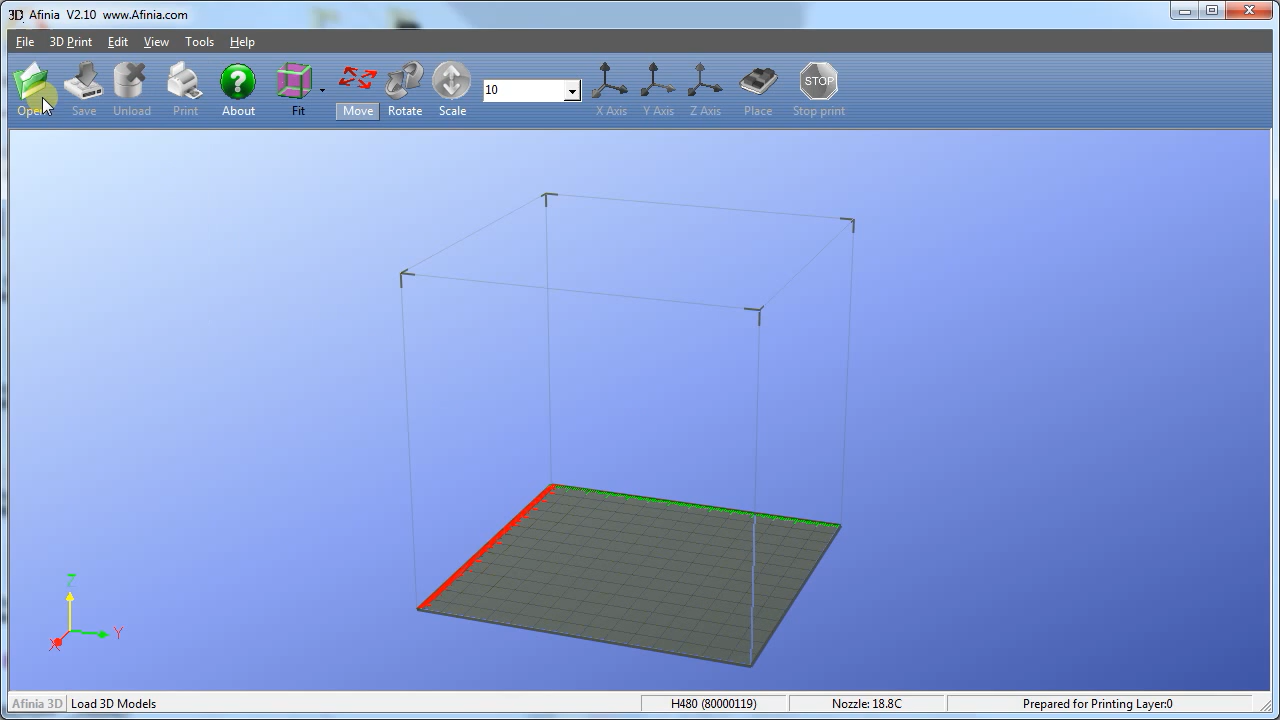 3D Afinia V2.10 www.Afinia.com
File 3D Print Edit View Tools Help
Open Save Unload Print About Fit Move Rotate Scale 10 X Axis Y Axis Z Axis Place Stop print
STOP
Z
X Y
Afinia 3D Load 3D Models H480 (80000119) Nozzle: 18.8C Prepared for Printing Layer:0